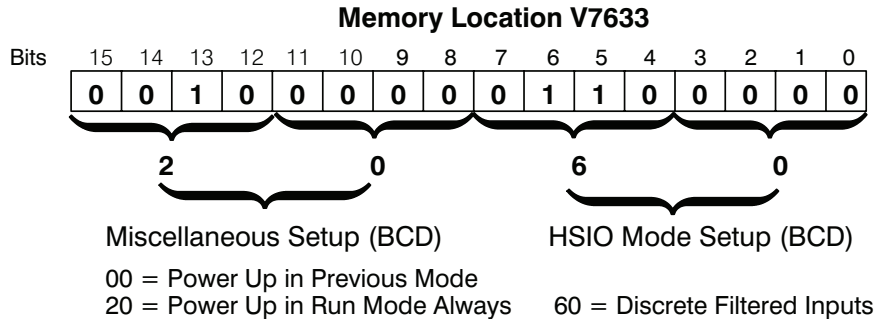 Memory Location V7633
Bits 15 14 13 12 11 10 9 8 7 6 5 4 3 2 1 0
0 0 1 0 0 0 0 0 0 1 1 0 0 0 0 0
2 0 6 0
Miscellaneous Setup (BCD) HSIO Mode Setup (BCD)
00 = Power Up in Previous Mode
20 = Power Up in Run Mode Always 60 = Discrete Filtered Inputs